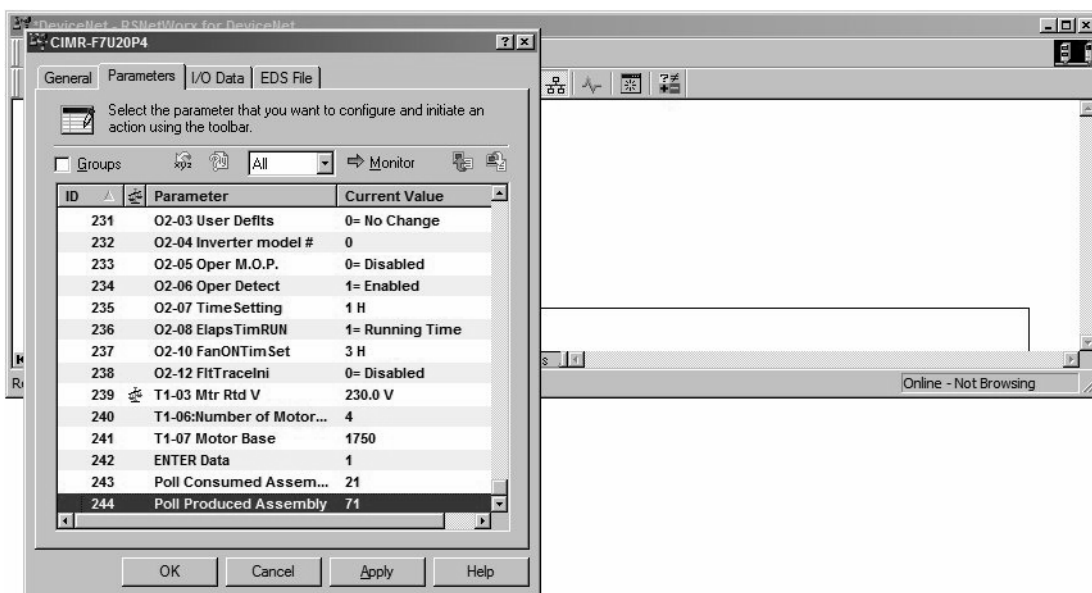 *DeviceNet - RSNetWorx for DeviceNet
CIMR-F7U20P4
General Parameters I/O Data EDS File
Select the parameter that you want to configure and initiate an
action using the toolbar.
Groups All Monitor
ID Parameter Current Value
231 O2-03 User Deflts 0= No Change
232 O2-04 Inverter model # 0
233 O2-05 Oper M.O.P. 0= Disabled
234 O2-06 Oper Detect 1= Enabled
235 O2-07 TimeSetting 1 H
236 O2-08 ElapsTimRUN 1= Running Time
237 O2-10 FanONTimSet 3 H
238 O2-12 FltTraceIni 0= Disabled
239 T1-03 Mtr Rtd V 230.0 V
240 T1-06:Number of Motor... 4
241 T1-07 Motor Base 1750
242 ENTER Data 1
243 Poll Consumed Assem... 21
244 Poll Produced Assembly 71
Online - Not Browsing
OK Cancel Apply Help